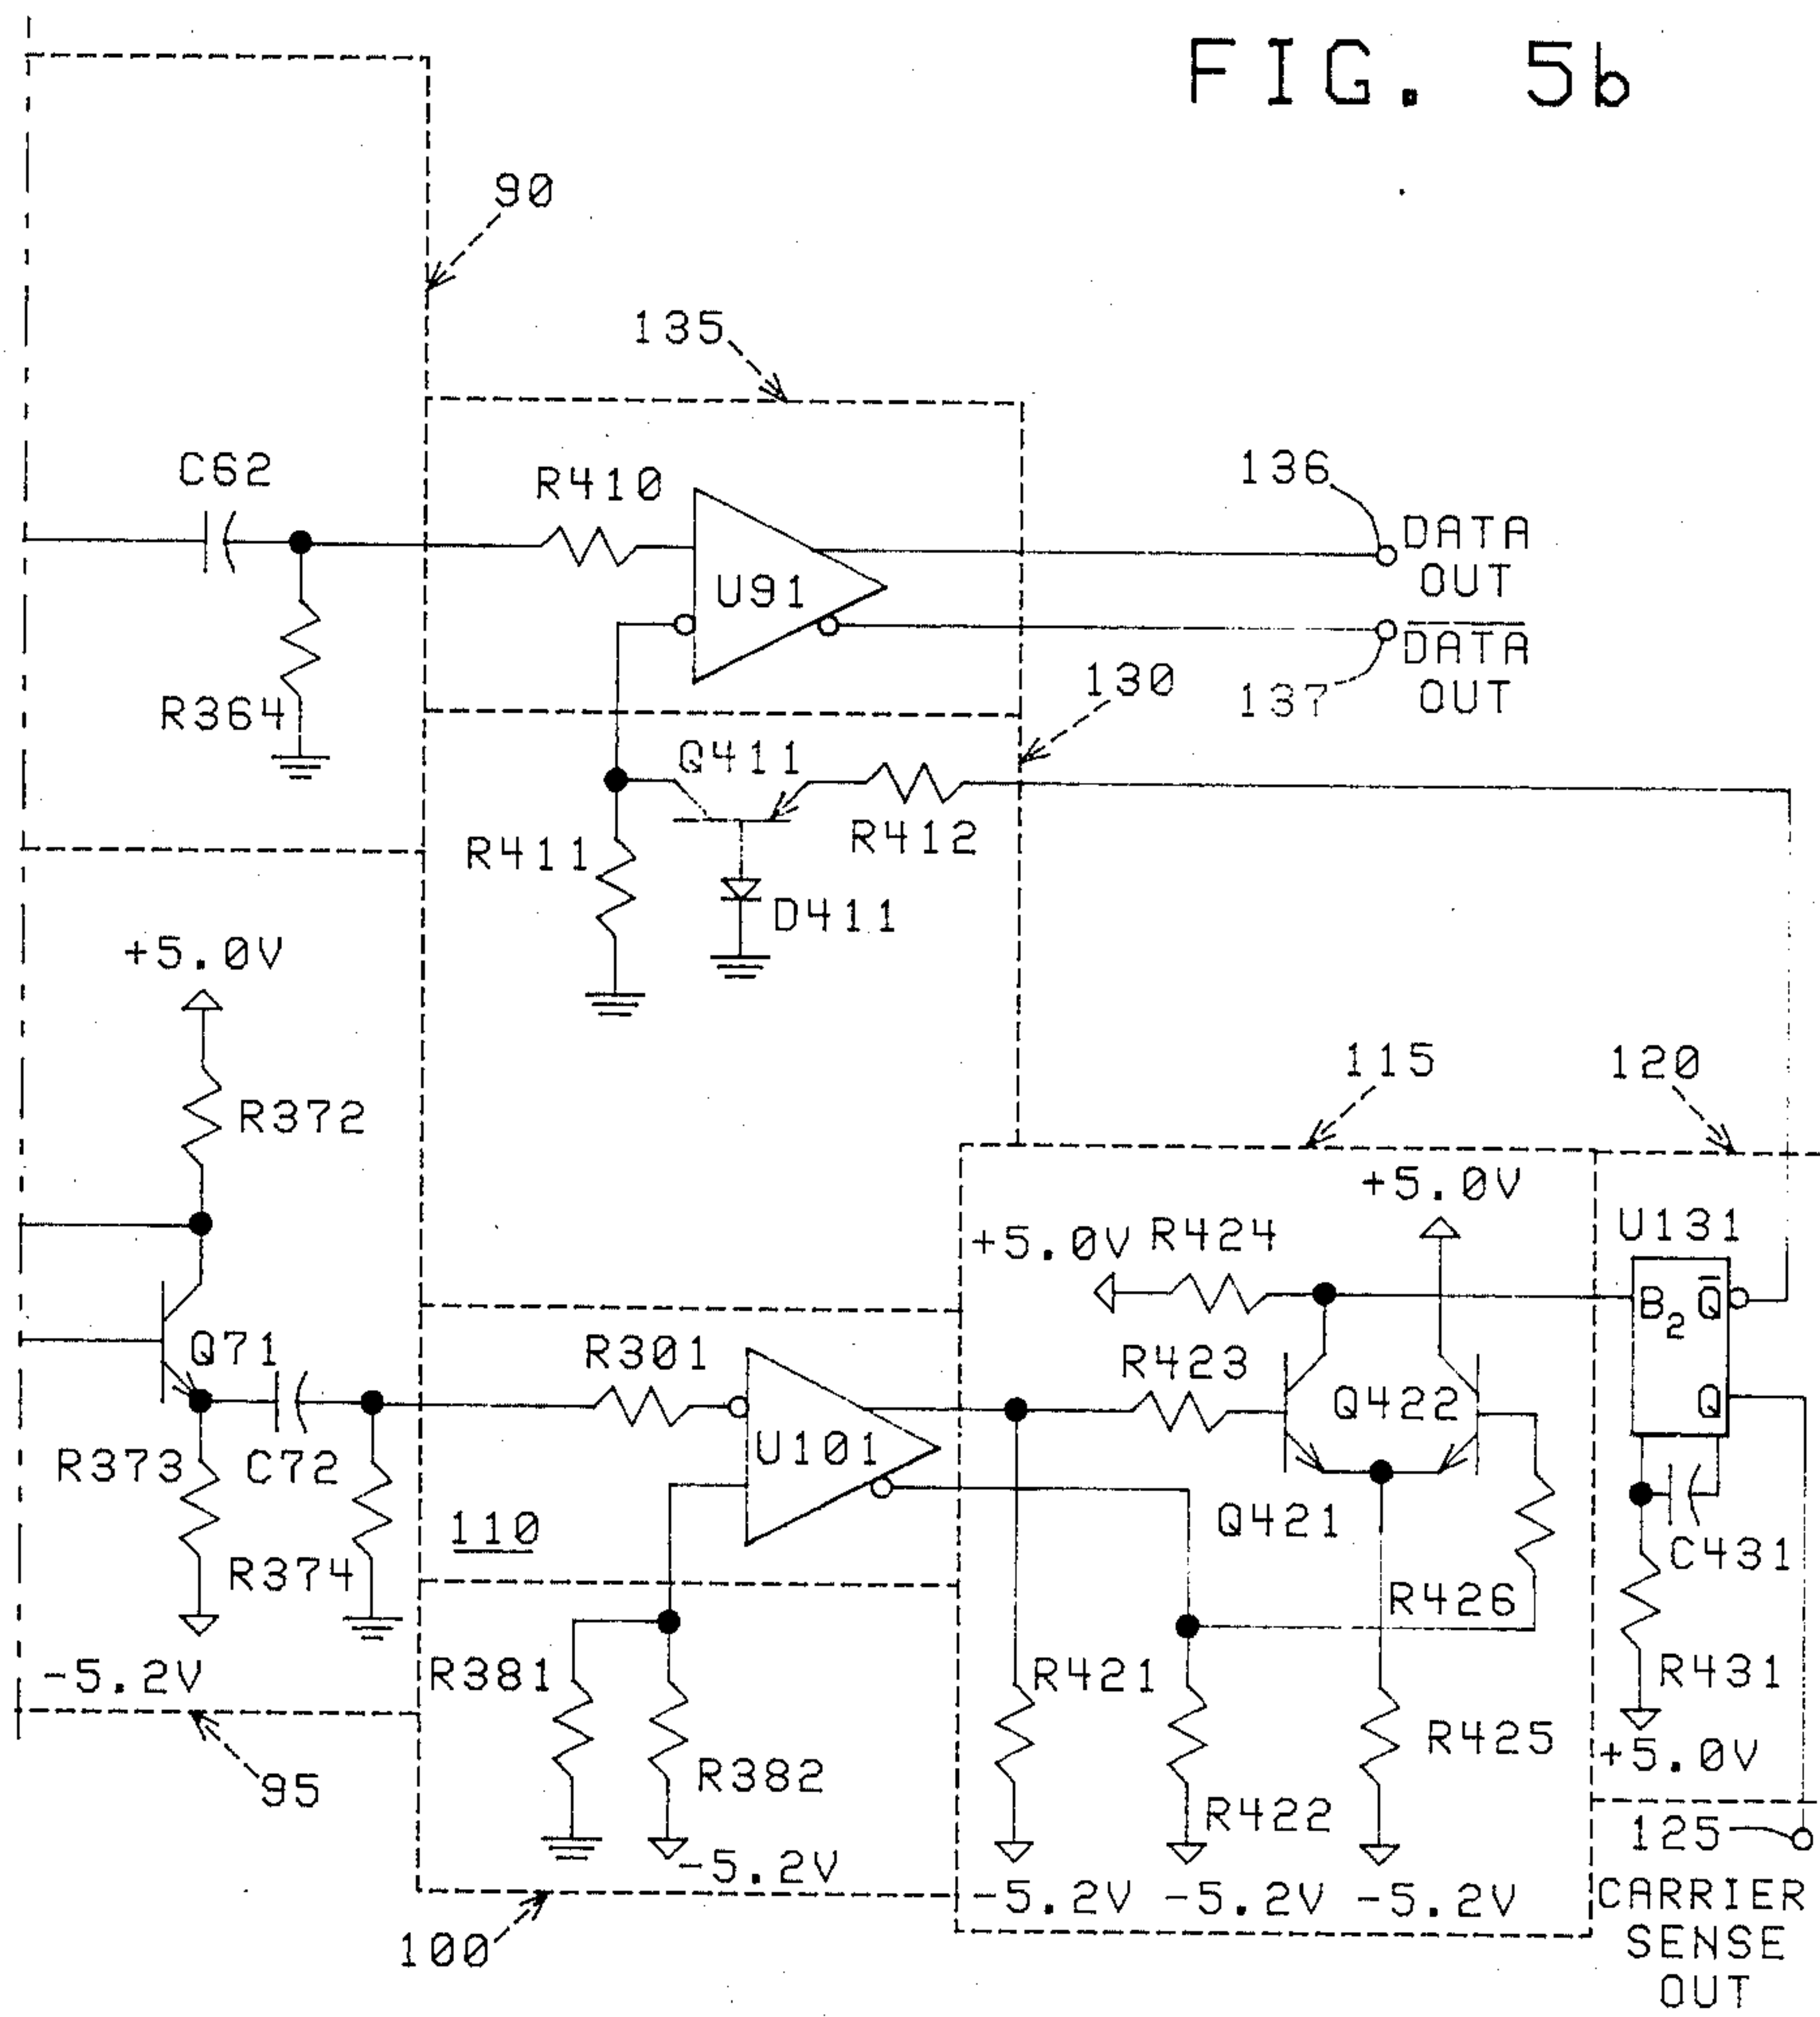 FIG. 5b
90
135
C62
R410
136
DATA
OUT
U91
DATA
OUT
137
130
R364
Q411
R412
R411
D411
+5.0V
115
120
R372
+5.0V
U131
+5.0V
R424
B2
Q
Q71
R301
R423
Q422
Q
U101
R373
C72
110
Q421
C431
R374
R426
-5.2V
R381
R421
R431
R382
R425
+5.0V
95
R422
125
-5.2V
-5.2V
-5.2V
-5.2V
CARRIER
SENSE
OUT
100